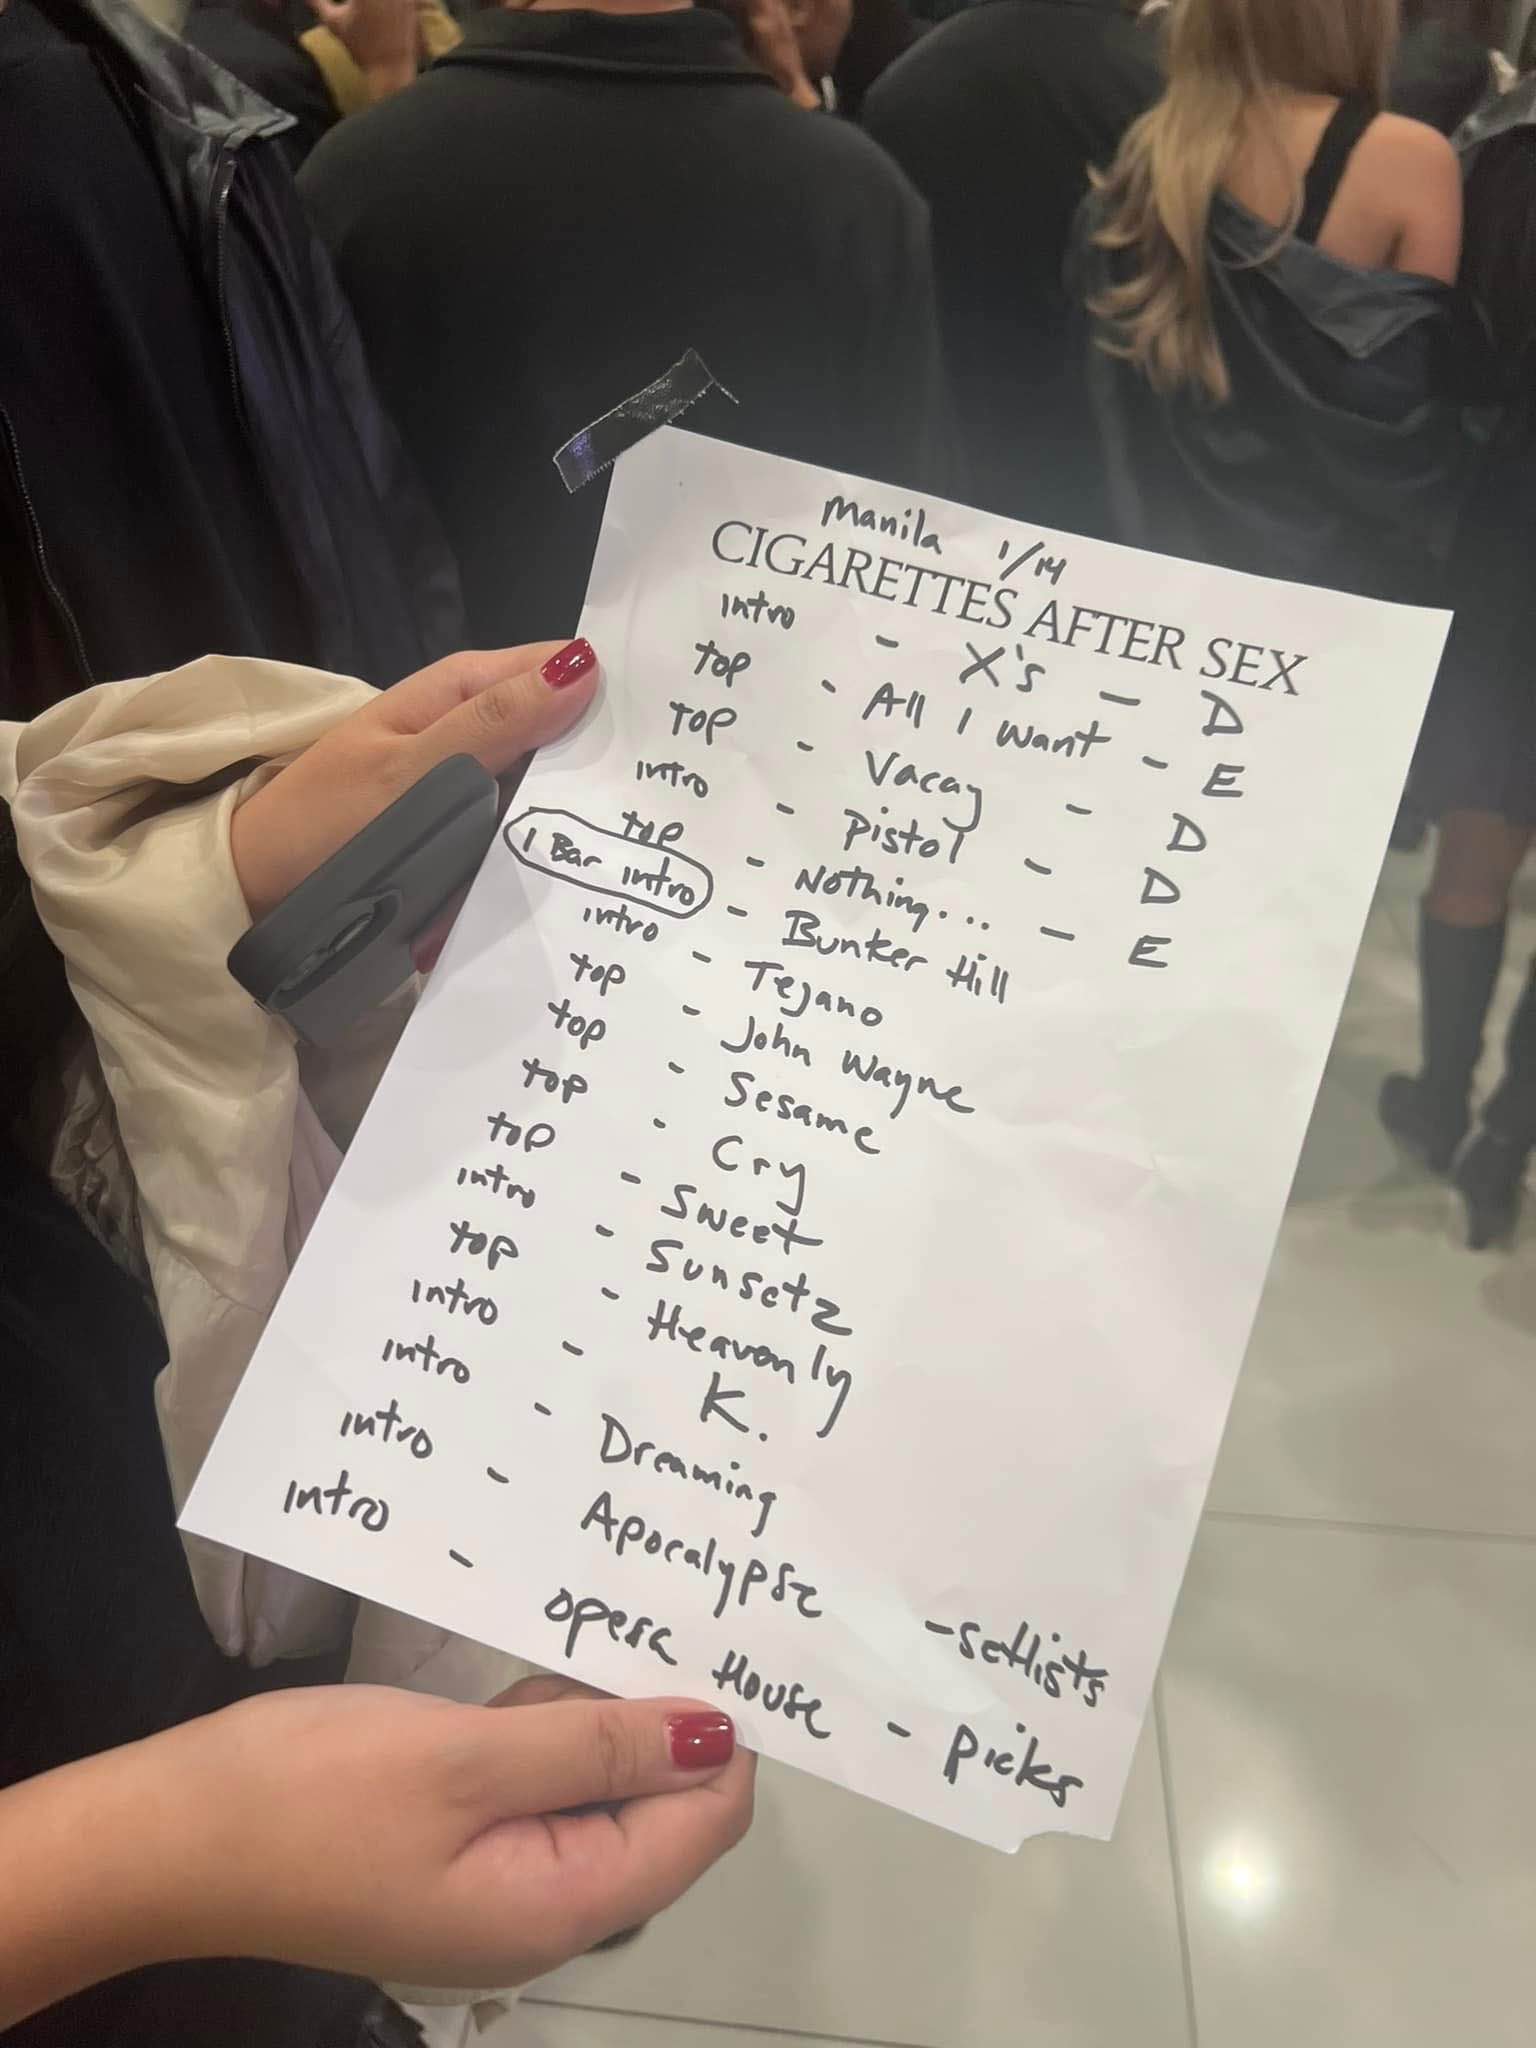 Manila 1/14
CIGARETTES AFTER SEX
intro - X's - D
top - All I want - E
top - Vacay - D
intro - Pistol - D
top - Nothing... - E
1 Bar intro - Bunker Hill
intro - Tejano
top - John Wayne
top - Sesame
top - Cry
top - Sweet
intro - Sunsetz
top - Heavenly
intro - K.
intro - Dreaming
intro - Apocalypse - setlists
intro - Opera House - picks